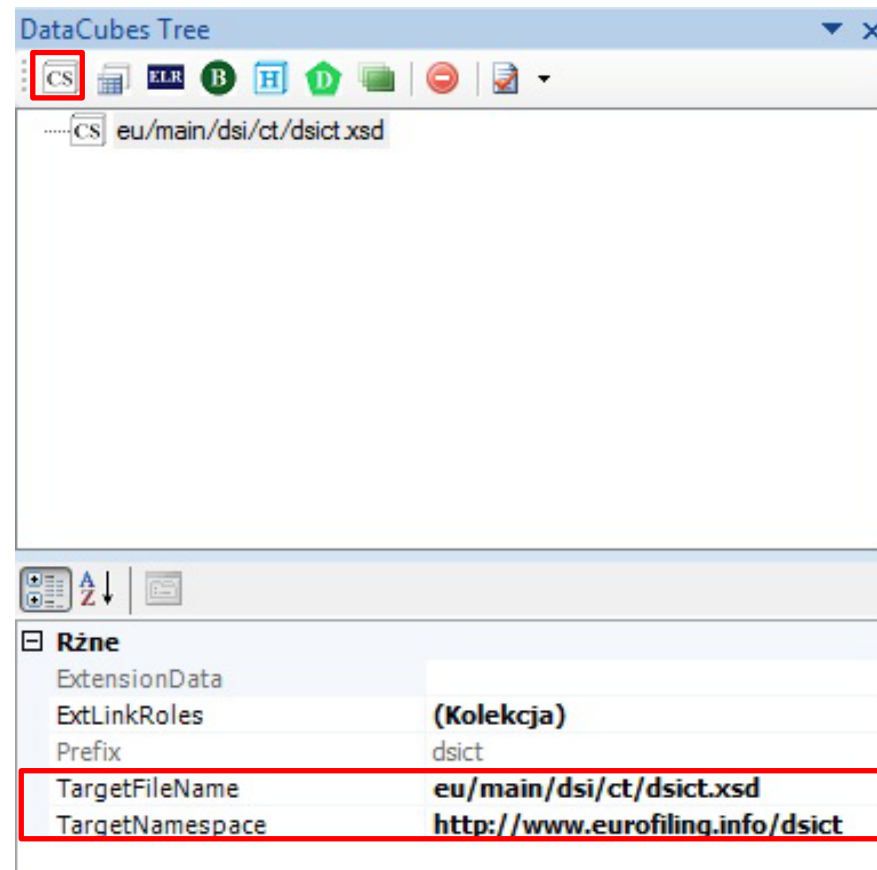 DataCubes Tree
CS ELR B H D
CS eu/main/dsi/ct/dsict.xsd
A
Z
Rżne
ExtensionData
ExtLinkRoles (Kolekcja)
Prefix dsict
TargetFileName eu/main/dsi/ct/dsict.xsd
TargetNamespace http://www.eurofiling.info/dsict